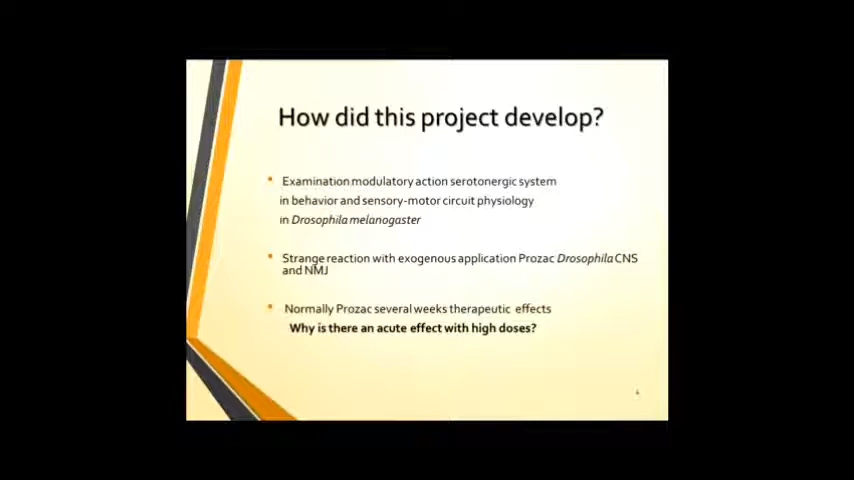 How did this project develop?
Examination modulatory action serotonergic system
in behavior and sensory-motor circuit physiology
in Drosophila melanogaster
Strange reaction with exogenous application Prozac Drosophila CNS
and NMJ
Normally Prozac several weeks therapeutic effects
Why is there an acute effect with high doses?